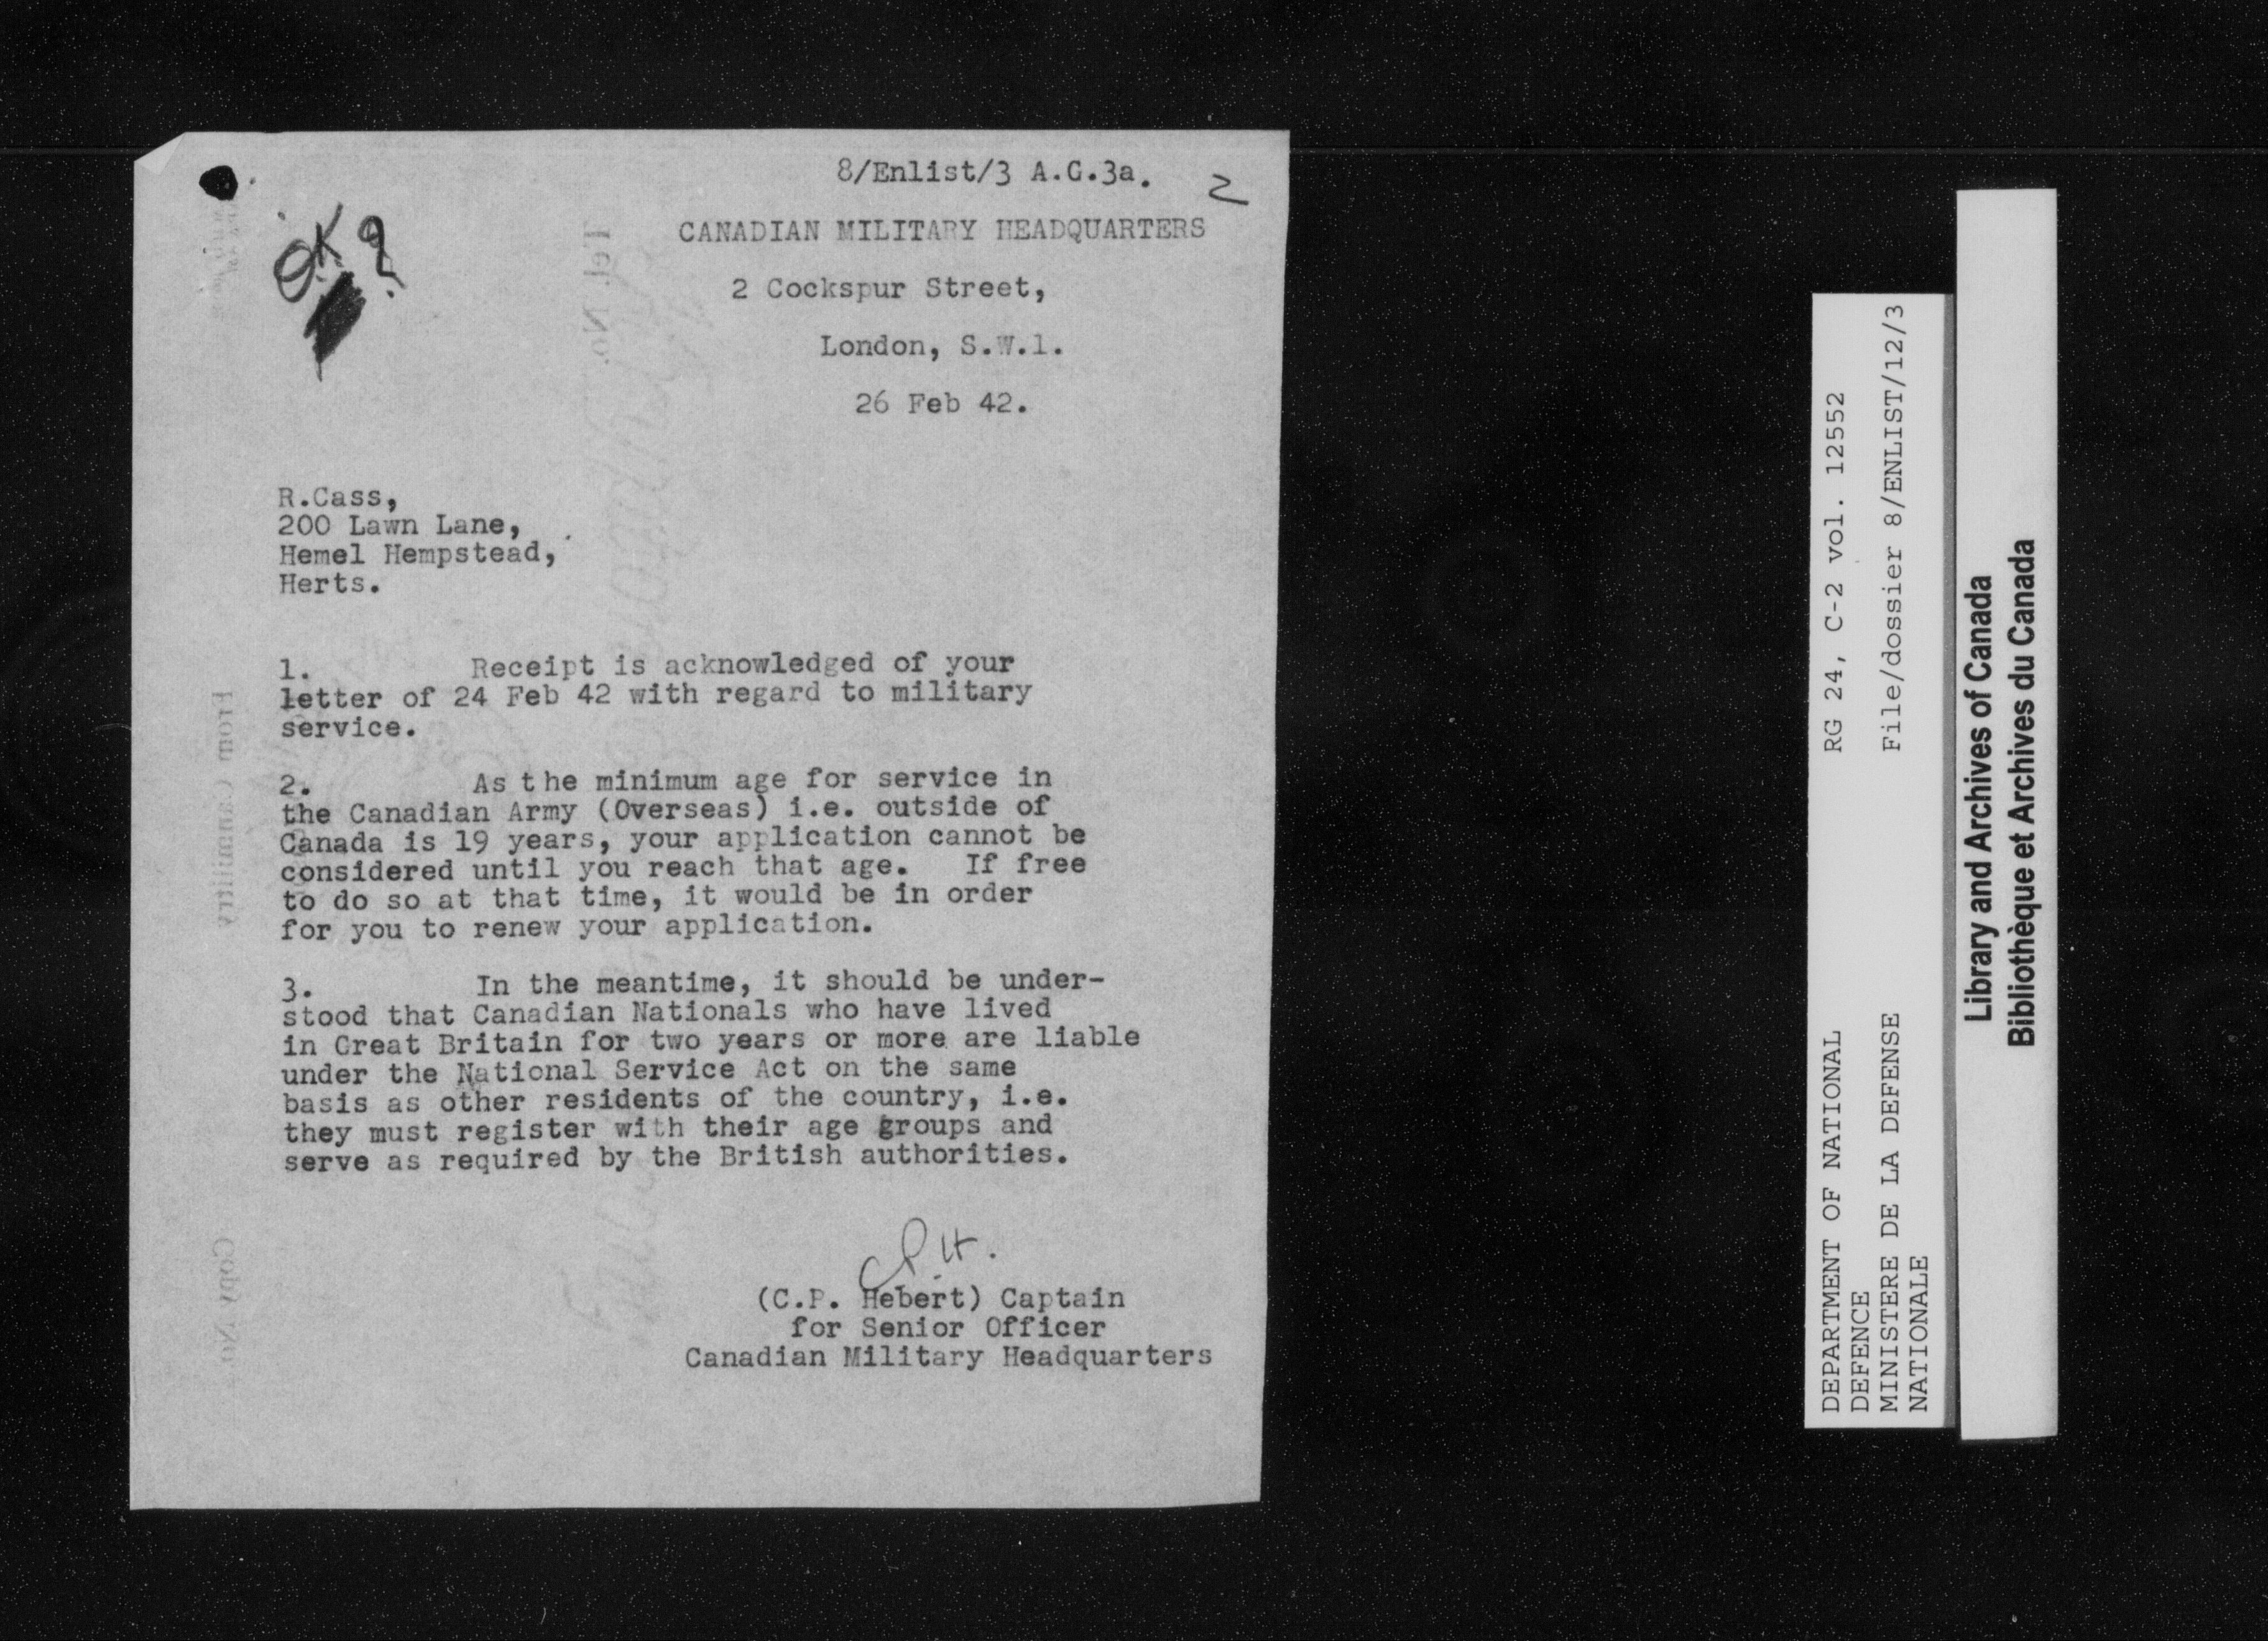 8/Enlist/3 A.G.3a.
2
OK ?
CANADIAN MILITARY HEADQUARTERS
2 Cockspur Street,
London, S.W.1.
26 Feb 42.
R.Cass,
200 Lawn Lane,
Hemel Hempstead,
Herts.
1. Receipt is acknowledged of your
letter of 24 Feb 42 with regard to military
service.
2. As the minimum age for service in
the Canadian Army (Overseas) i.e. outside of
Canada is 19 years, your application cannot be
considered until you reach that age. If free
to do so at that time, it would be in order
for you to renew your application.
3. In the meantime, it should be under-
stood that Canadian Nationals who have lived
in Great Britain for two years or more are liable
under the National Service Act on the same
basis as other residents of the country, i.e.
they must register with their age groups and
serve as required by the British authorities.
CPH.
(C.P. Hebert) Captain
for Senior Officer
Canadian Military Headquarters
DEPARTMENT OF NATIONAL
DEFENCE
MINISTERE DE LA DEFENSE
NATIONALE
RG 24, C-2 vol. 12552
File/dossier 8/ENLIST/12/3
Library and Archives of Canada
Bibliothèque et Archives du Canada